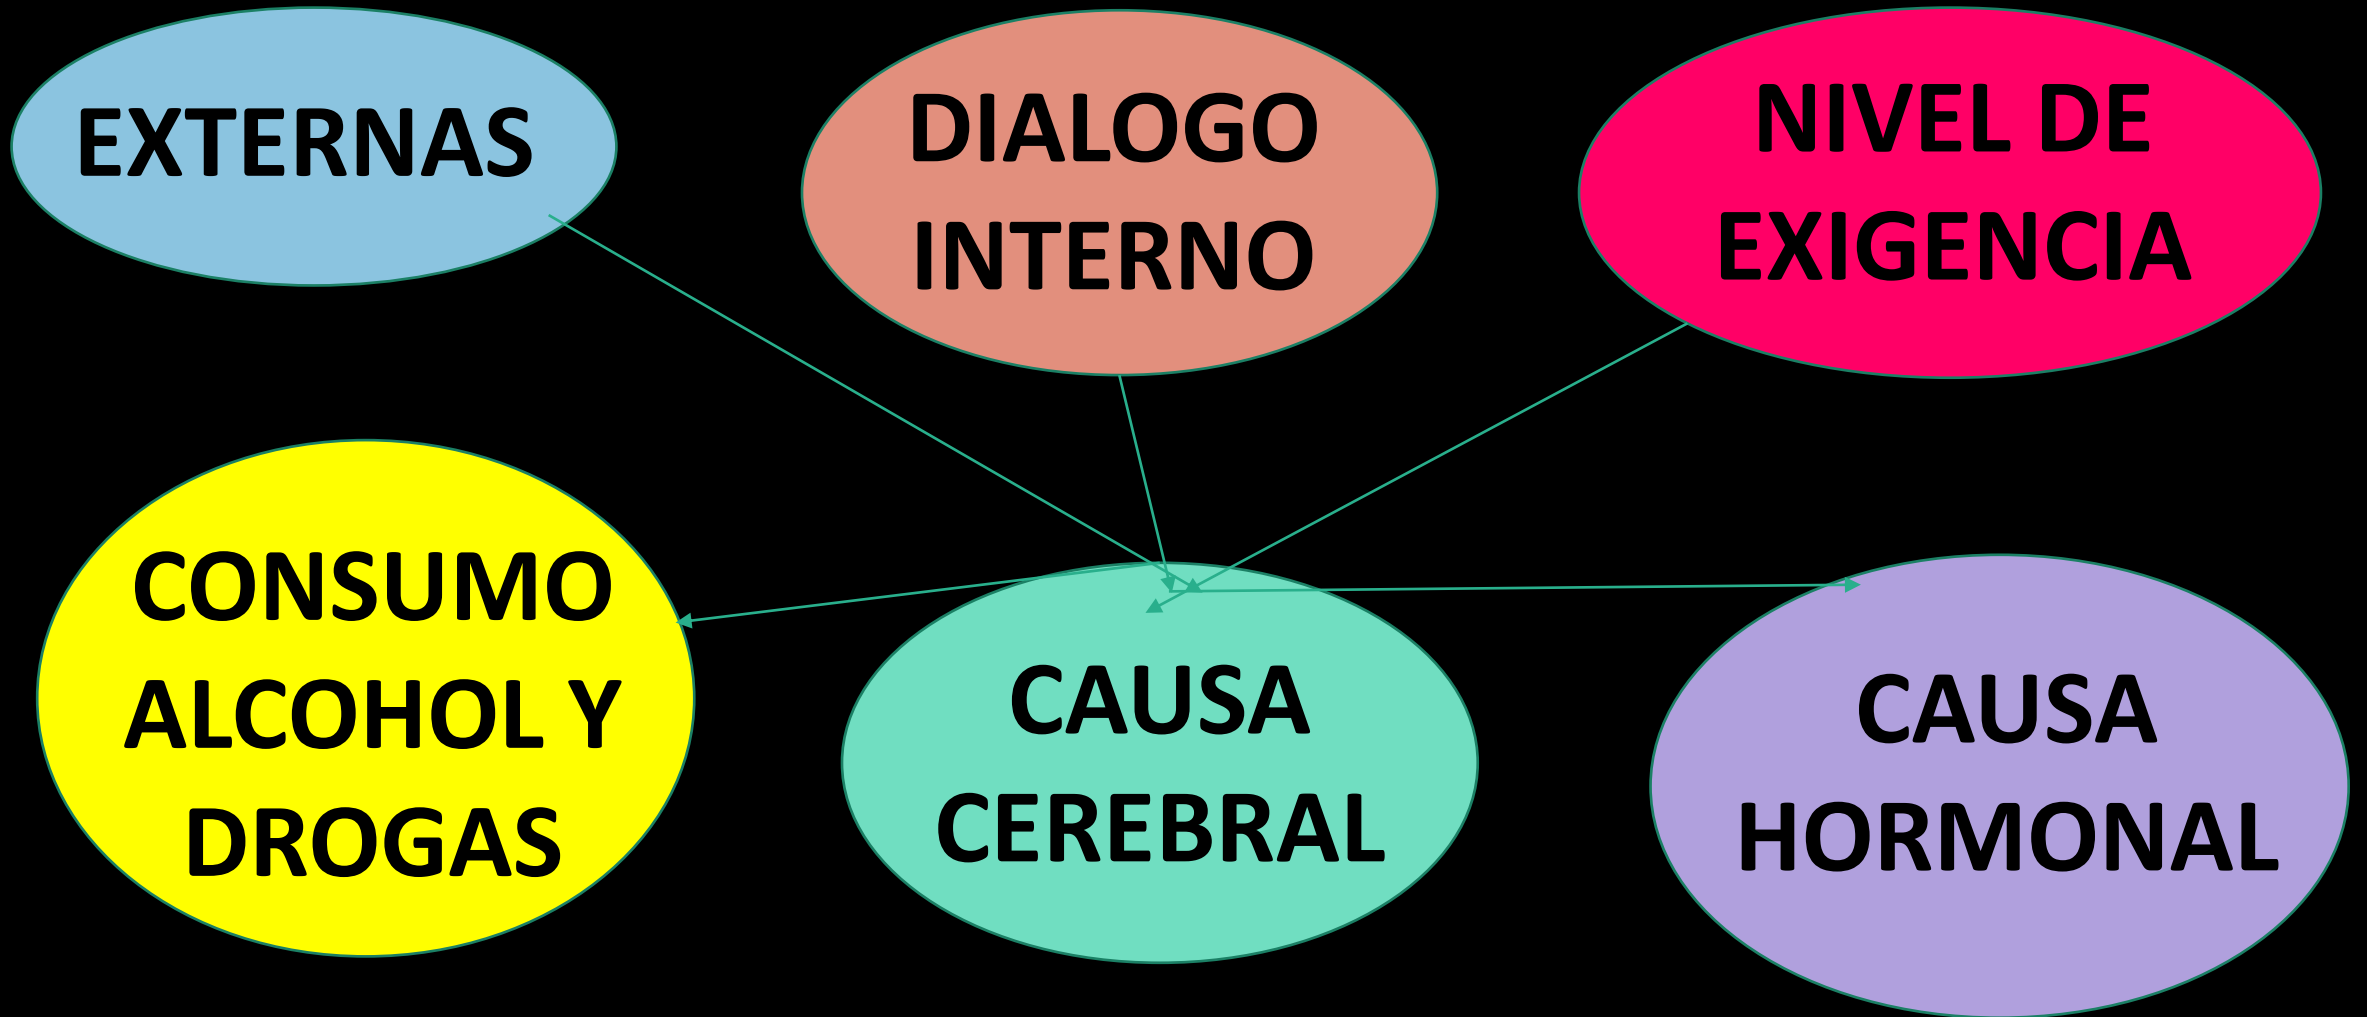 EXTERNAS
DIALOGO
INTERNO
NIVEL DE
EXIGENCIA
CONSUMO
ALCOHOL Y
DROGAS
CAUSA
CEREBRAL
CAUSA
HORMONAL